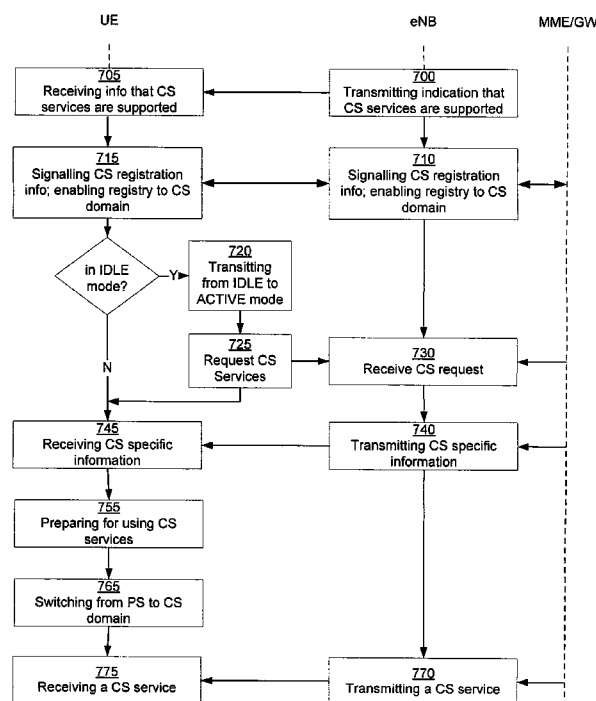 UE
eNB
MME/GW
705
Receiving info that CS
services are supported
700
Transmitting indication that
CS services are supported
715
Signalling CS registration
info; enabling registry to CS
domain
710
Signalling CS registration
info; enabling registry to CS
domain
in IDLE
mode?
Y
720
Transitting
from IDLE to
ACTIVE mode
N
725
Request CS
Services
730
Receive CS request
745
Receiving CS specific
information
740
Transmitting CS specific
information
755
Preparing for using CS
services
765
Switching from PS to CS
domain
775
Receiving a CS service
770
Transmitting a CS service